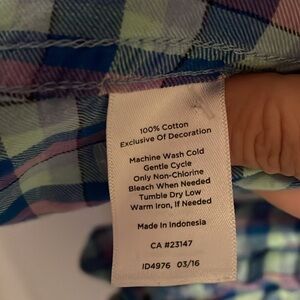 100% Cotton
Exclusive Of Decoration
Machine Wash Cold
Gentle Cycle
Only Non-Chlorine
Bleach When Needed
Tumble Dry Low
Warm Iron, If Needed
Made In Indonesia
CA #23147
ID4976 03/16